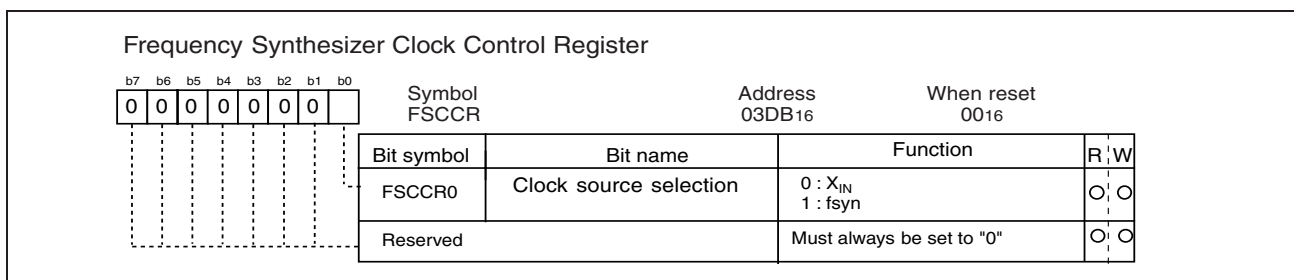 Frequency Synthesizer Clock Control Register
b7 b6 b5 b4 b3 b2 b1 b0
0 0 0 0 0 0 0
Symbol Address When reset
FSCCR 03DB16 0016
Bit symbol Bit name Function R W
FSCCR0 Clock source selection 0 : XIN
1 : fsyn
Reserved Must always be set to "0"